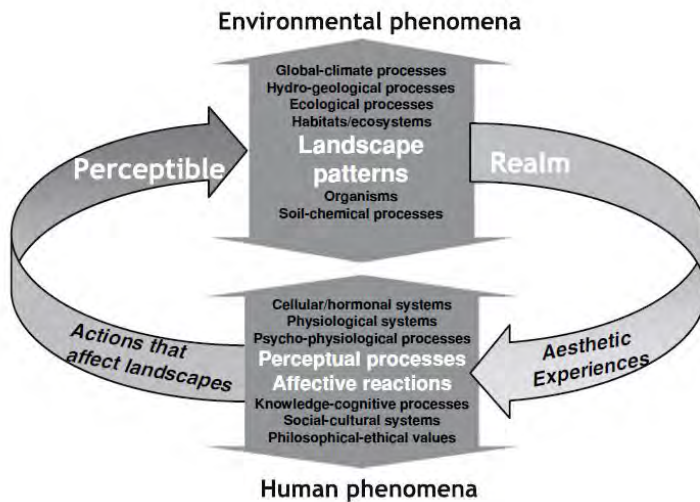 Environmental phenomena
Global-climate processes
Hydro-geological processes
Ecological processes
Habitats/ecosystems
Landscape
patterns
Organisms
Soil-chemical processes
Perceptible
Realm
Cellular/hormonal systems
Physiological systems
Psycho-physiological processes
Perceptual processes
Affective reactions
Knowledge-cognitive processes
Social-cultural systems
Philosophical-ethical values
Actions that
affect landscapes
Aesthetic
Experiences
Human phenomena